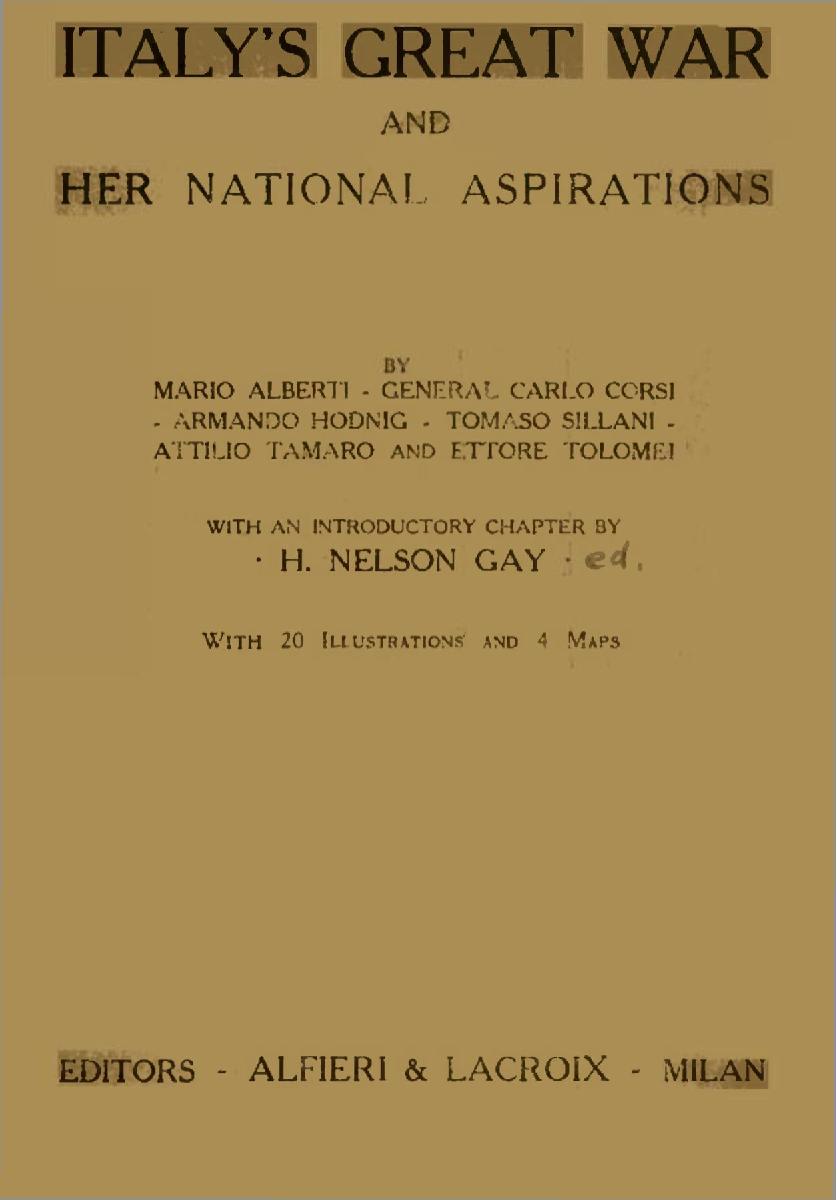 ITALY'S GREAT WAR
AND
HER NATIONAL ASPIRATIONS
BY
MARIO ALBERTI - GENERAL CARLO CORSI
- ARMANDO HODNIG - TOMASO SILLANI -
ATTILIO TAMARO AND ETTORE TOLOMEI
WITH AN INTRODUCTORY CHAPTER BY
· H. NELSON GAY · ed.
WITH 20 ILLUSTRATIONS AND 4 MAPS
EDITORS - ALFIERI & LACROIX - MILAN